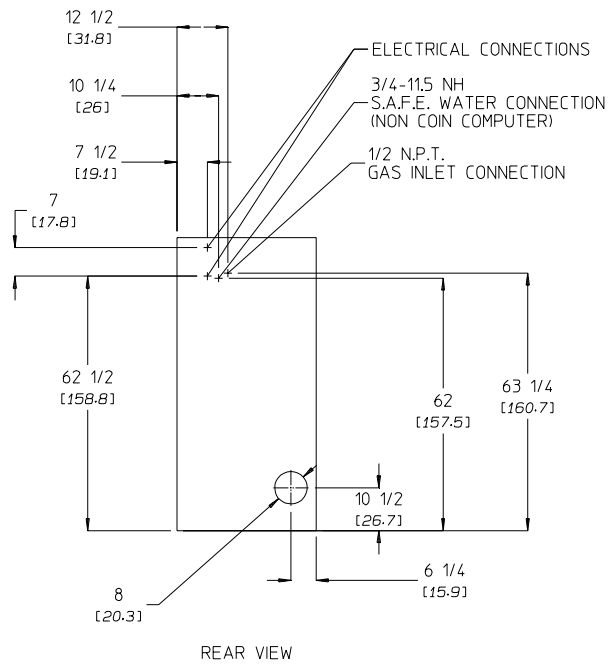 12 1/2
[31.8]
ELECTRICAL CONNECTIONS
10 1/4
[26]
3/4-11.5 NH
S.A.F.E. WATER CONNECTION
(NON COIN COMPUTER)
7 1/2
[19.1]
1/2 N.P.T.
GAS INLET CONNECTION
7
[17.8]
62 1/2
[158.8]
62
[157.5]
63 1/4
[160.7]
10 1/2
[26.7]
6 1/4
[15.9]
8
[20.3]
REAR VIEW